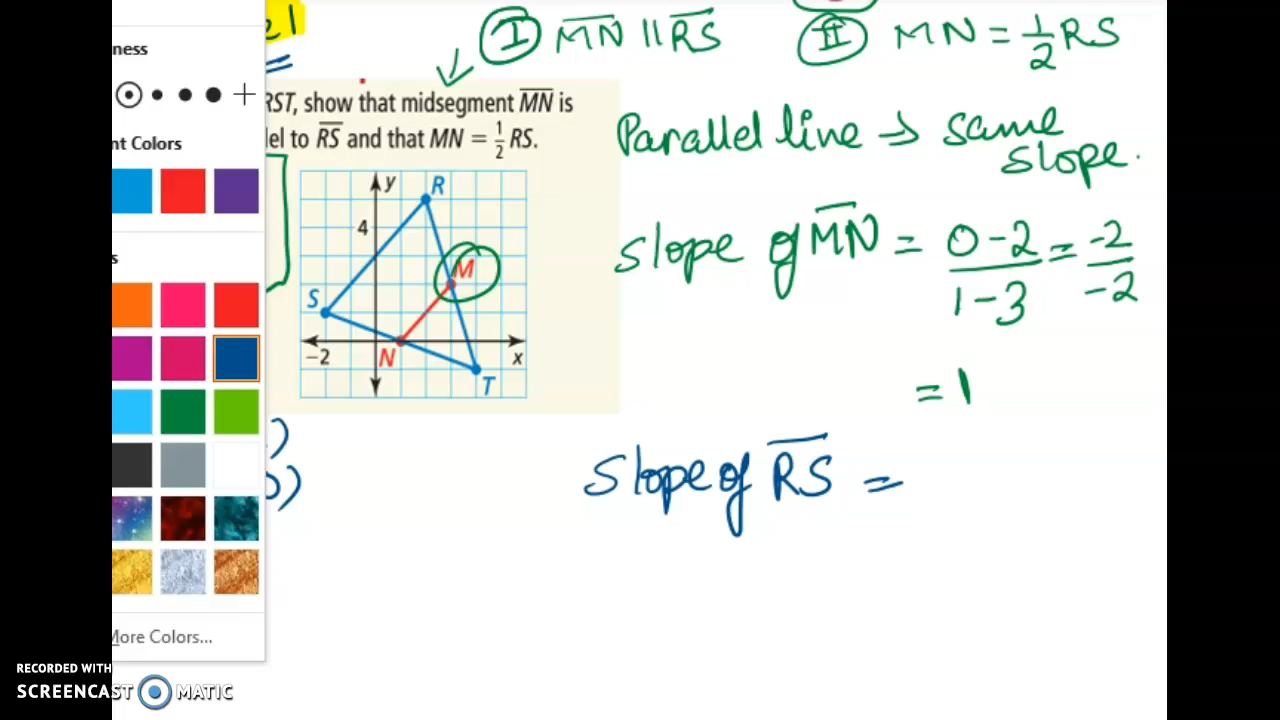 ness
nt Colors
s
More Colors...
I MN || RS
II MN = 1/2 RS
RST, show that midsegment MN is
lel to RS and that MN = 1/2 RS.
y
R
4
M
S
-2
N
x
T
Parallel line → same
slope.
Slope of MN = 0-2/1-3 = -2/-2
= 1
Slope of RS =
RECORDED WITH
SCREENCAST MATIC